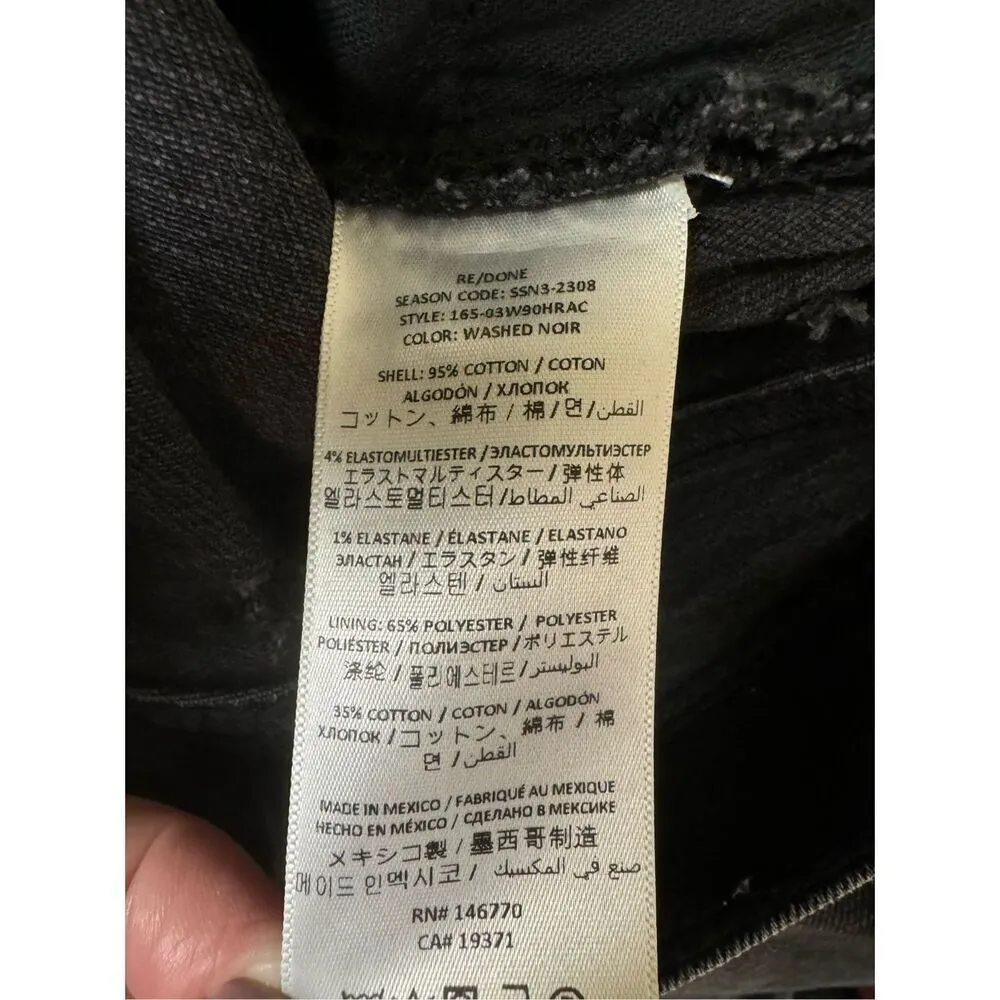 RE/DONE
SEASON CODE: SSN3-2308
STYLE: 165-03W90HRAC
COLOR: WASHED NOIR
SHELL: 95% COTTON / COTON
ALGODÓN / ХЛОПОК
コットン、綿布 / 棉 / 면 / القطن
4% ELASTOMULTIESTER / ЭЛАСТОМУЛЬТИЭСТЕР
エラストマルティスター / 弹性体
엘라스토멀티스터 / الصناعي المطاط
1% ELASTANE / ÉLASTANE / ELASTANO
ЭЛАСТАН / エラスタン / 弹性纤维
엘라스텐 / الستان
LINING: 65% POLYESTER / POLYESTER
POLIÉSTER / ПОЛИЭСТЕР / ポリエステル
涤纶 / 폴리에스테르 / البوليستر
35% COTTON / COTON / ALGODÓN
ХЛОПОК / コットン、綿布 / 棉
면 / القطن
MADE IN MEXICO / FABRIQUÉ AU MEXIQUE
HECHO EN MÉXICO / СДЕЛАНО В МЕКСИКЕ
メキシコ製 / 墨西哥制造
메이드 인 멕시코 / صنع في المكسيك
RN# 146770
CA# 19371